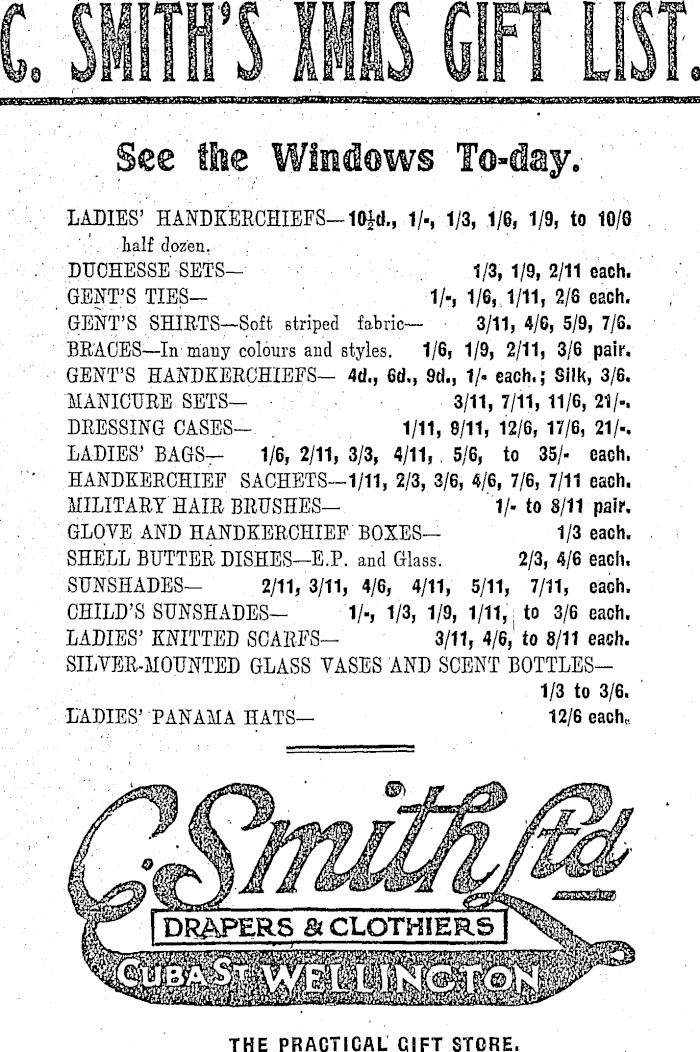 C. SMITH'S XMAS GIFT LIST.
See the Windows To-day.
LADIES' HANDKERCHIEFS—10½d., 1/-, 1/3, 1/6, 1/9, to 10/6
half dozen.
DUCHESSE SETS— 1/3, 1/9, 2/11 each.
GENT'S TIES— 1/-, 1/6, 1/11, 2/6 each.
GENT'S SHIRTS—Soft striped fabric— 3/11, 4/6, 5/9, 7/6.
BRACES—In many colours and styles. 1/6, 1/9, 2/11, 3/6 pair.
GENT'S HANDKERCHIEFS— 4d., 6d., 9d., 1/- each.; Silk, 3/6.
MANICURE SETS— 3/11, 7/11, 11/6, 21/-.
DRESSING CASES— 1/11, 9/11, 12/6, 17/6, 21/-.
LADIES' BAGS— 1/6, 2/11, 3/3, 4/11, 5/6, to 35/- each.
HANDKERCHIEF SACHETS—1/11, 2/3, 3/6, 4/6, 7/6, 7/11 each.
MILITARY HAIR BRUSHES— 1/- to 8/11 pair.
GLOVE AND HANDKERCHIEF BOXES— 1/3 each.
SHELL BUTTER DISHES—E.P. and Glass. 2/3, 4/6 each.
SUNSHADES— 2/11, 3/11, 4/6, 4/11, 5/11, 7/11, each.
CHILD'S SUNSHADES— 1/-, 1/3, 1/9, 1/11, to 3/6 each.
LADIES' KNITTED SCARFS— 3/11, 4/6, to 8/11 each.
SILVER-MOUNTED GLASS VASES AND SCENT BOTTLES—
1/3 to 3/6.
LADIES' PANAMA HATS— 12/6 each.
C. Smith Ltd
DRAPERS & CLOTHIERS
CUBA ST WELLINGTON
THE PRACTICAL GIFT STORE.